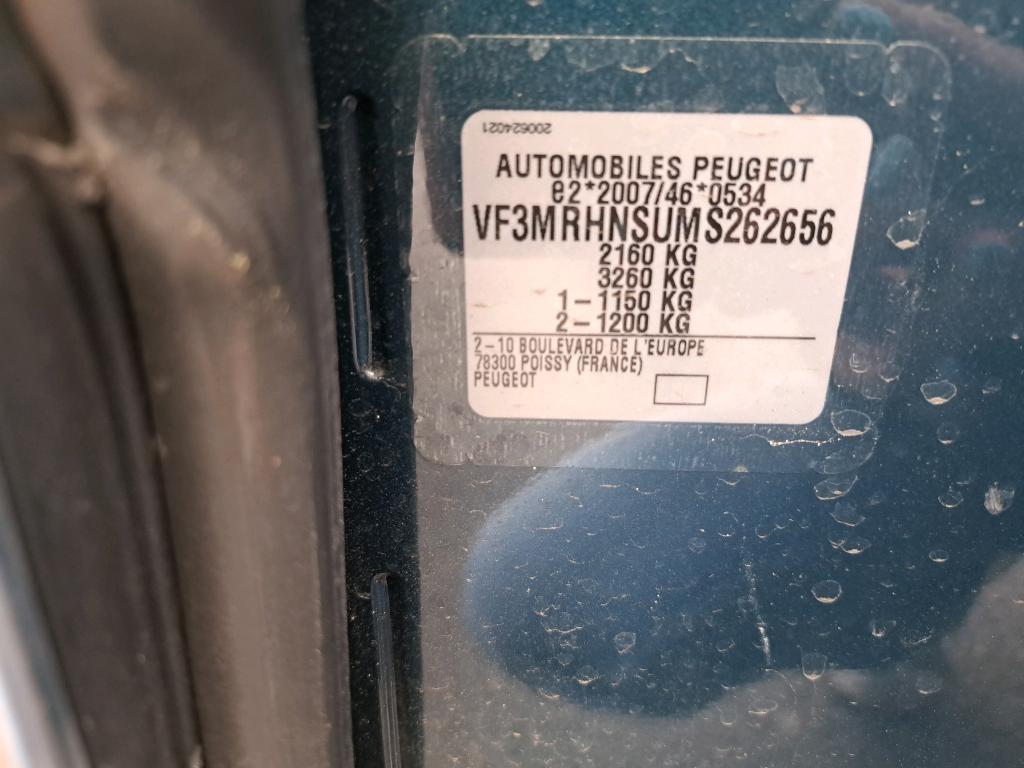 200624021
AUTOMOBILES PEUGEOT
e2*2007/46*0534
VF3MRHNSUMS262656
2160 KG
3260 KG
1-1150 KG
2-1200 KG
2-10 BOULEVARD DE L'EUROPE
78300 POISSY (FRANCE)
PEUGEOT